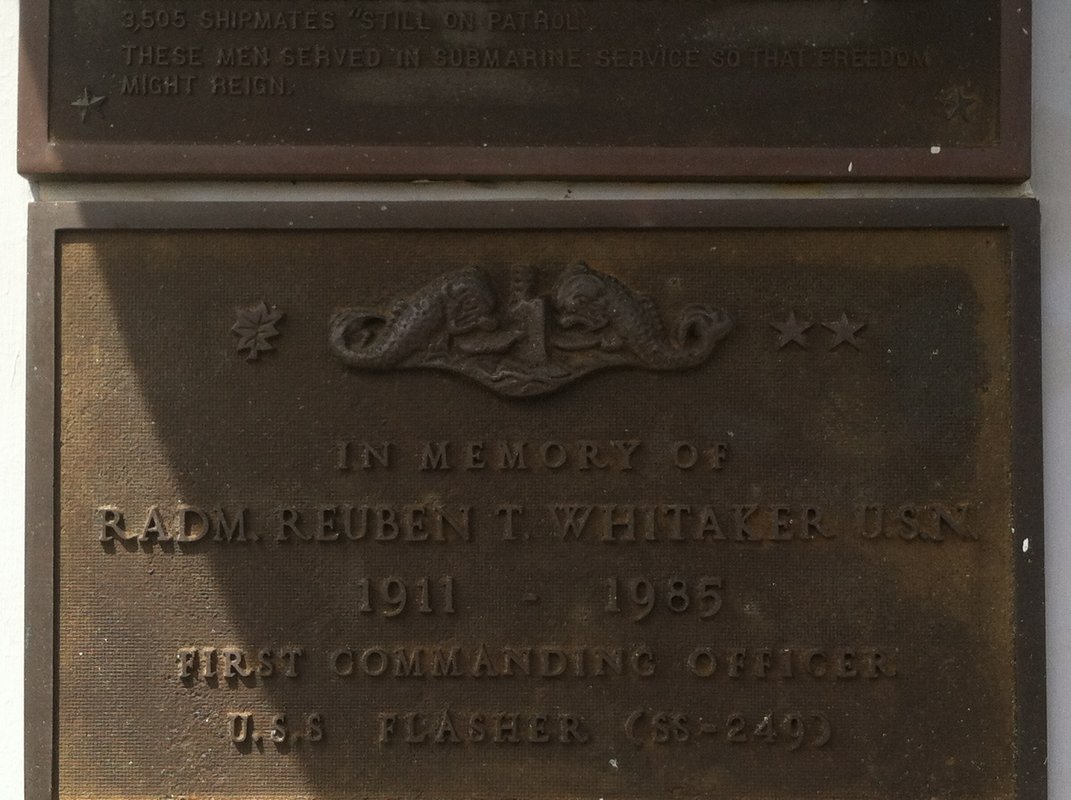 3,505 SHIPMATES "STILL ON PATROL".
THESE MEN SERVED IN SUBMARINE SERVICE SO THAT FREEDOM
MIGHT REIGN.
IN MEMORY OF
RADM. REUBEN T. WHITAKER U.S.N.
1911 - 1985
FIRST COMMANDING OFFICER
U.S.S FLASHER (SS-249)